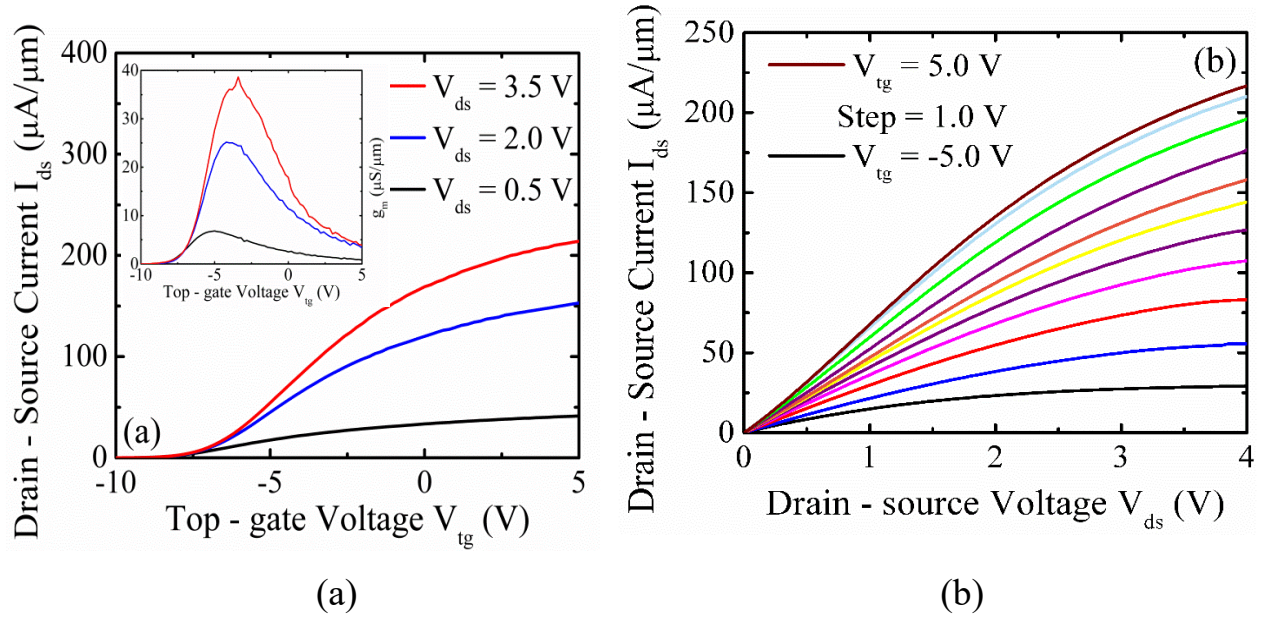 Drain - Source Current I_ds (μA/μm)
400
300
200
100
0
-10
-5
0
5
Top - gate Voltage V_tg (V)
(a)
V_ds = 3.5 V
V_ds = 2.0 V
V_ds = 0.5 V
40
30
20
10
0
-10
-5
0
5
Top - gate Voltage V_tg (V)
g_m (μS/μm)
Drain - Source Current I_ds (μA/μm)
250
200
150
100
50
0
0
1
2
3
4
Drain - source Voltage V_ds (V)
(b)
V_tg = 5.0 V
Step = 1.0 V
V_tg = -5.0 V
(a)
(b)